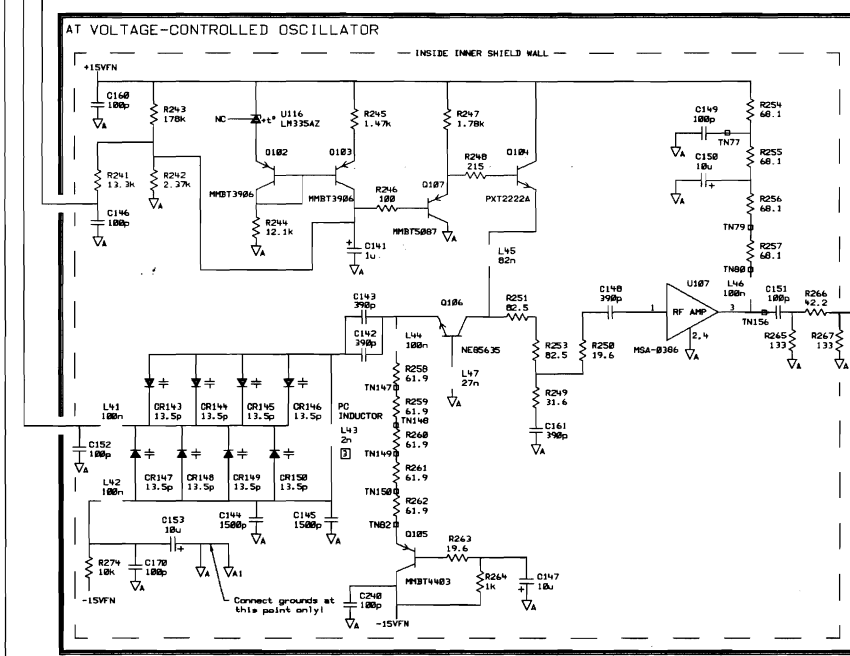 AT VOLTAGE-CONTROLLED OSCILLATOR
INSIDE INNER SHIELD WALL
+15VFN
C160
100p
A
R243
178k
NC
+t°
U116
LM335AZ
R245
1.47k
R247
1.78k
C149
100p
TN77
A
R254
68.1
R241
13.3k
R242
2.37k
A
Q102
MMBT3906
Q103
MMBT3906
R246
100
Q107
MMBT5087
R248
215
Q104
PXT2222A
C150
10u
+
A
R255
68.1
C146
100p
A
R244
12.1k
A
+
C141
1u
A
A
R256
68.1
TN79
R257
68.1
TN80
L45
82n
C143
390p
C142
390p
Q106
NE85635
R251
82.5
C148
390p
1
U107
RF AMP
3
2,4
MSA-0386
A
L46
100n
C151
100p
TN156
R266
42.2
R265
133
A
R267
133
A
L44
100n
L47
27n
A
R253
82.5
R250
19.6
R249
31.6
C161
390p
A
R258
61.9
TN147
R259
61.9
TN148
R260
61.9
TN149
R261
61.9
TN150
R262
61.9
TN82
L41
100n
CR143
13.5p
CR144
13.5p
CR145
13.5p
CR146
13.5p
PC
INDUCTOR
L43
2n
3
C152
100p
A
L42
100n
CR147
13.5p
CR148
13.5p
CR149
13.5p
CR150
13.5p
C144
1500p
A
C145
1500p
A
C153
10u
+
R274
10k
-15VFN
C170
100p
A
A
A1
Connect grounds at
this point only!
Q105
MMBT4403
R263
19.6
R264
1k
C147
10u
+
A
C240
100p
A
-15VFN